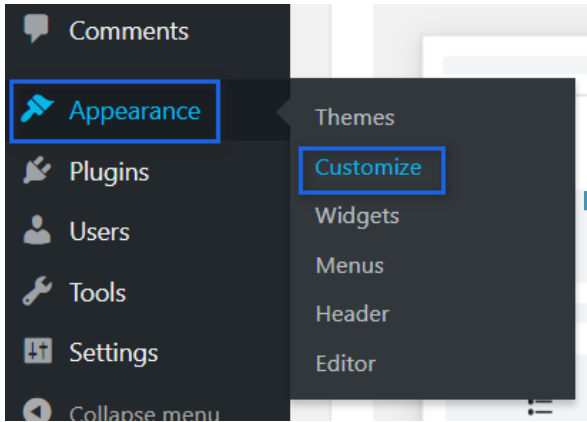 Comments
Appearance
Plugins
Users
Tools
Settings
Collapse menu
Themes
Customize
Widgets
Menus
Header
Editor